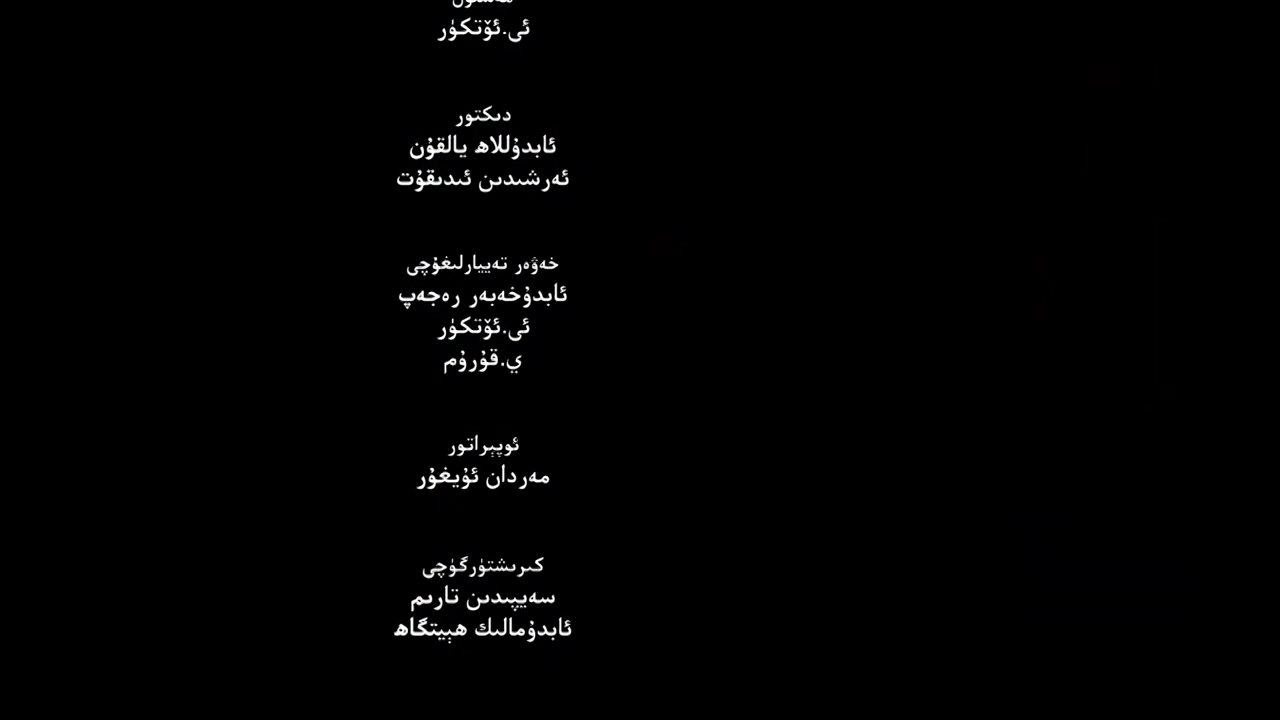 ئى.ئۆتكۈر
دىكتور
ئابدۇللاھ يالقۇن
ئەرشىدىن ئىدىقۇت
خەۋەر تەييارلىغۇچى
ئابدۇخەبەر رەجەپ
ئى.ئۆتكۈر
ي.قۇرۇم
ئوپېراتور
مەردان ئۇيغۇر
كىرىشتۈرگۈچى
سەيپىدىن تارىم
ئابدۇمالىك ھېيتگاھ